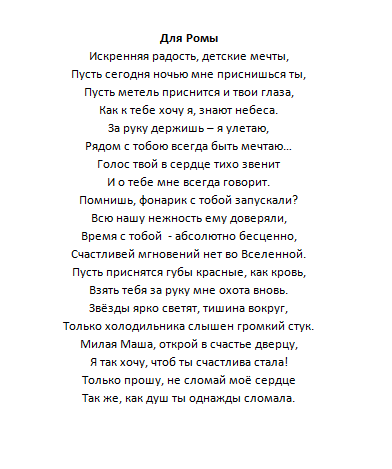 Для Ромы
Искренняя радость, детские мечты,
Пусть сегодня ночью мне приснишься ты,
Пусть метель приснится и твои глаза,
Как к тебе хочу я, знают небеса.
За руку держишь – я улетаю,
Рядом с тобою всегда быть мечтаю…
Голос твой в сердце тихо звенит
И о тебе мне всегда говорит.
Помнишь, фонарик с тобой запускали?
Всю нашу нежность ему доверяли,
Время с тобой  - абсолютно бесценно,
Счастливей мгновений нет во Вселенной.
Пусть приснятся губы красные, как кровь,
Взять тебя за руку мне охота вновь.
Звёзды ярко светят, тишина вокруг,
Только холодильника слышен громкий стук.
Милая Маша, открой в счастье дверцу,
Я так хочу, чтоб ты счастлива стала!
Только прошу, не сломай моё сердце
Так же, как душ ты однажды сломала.